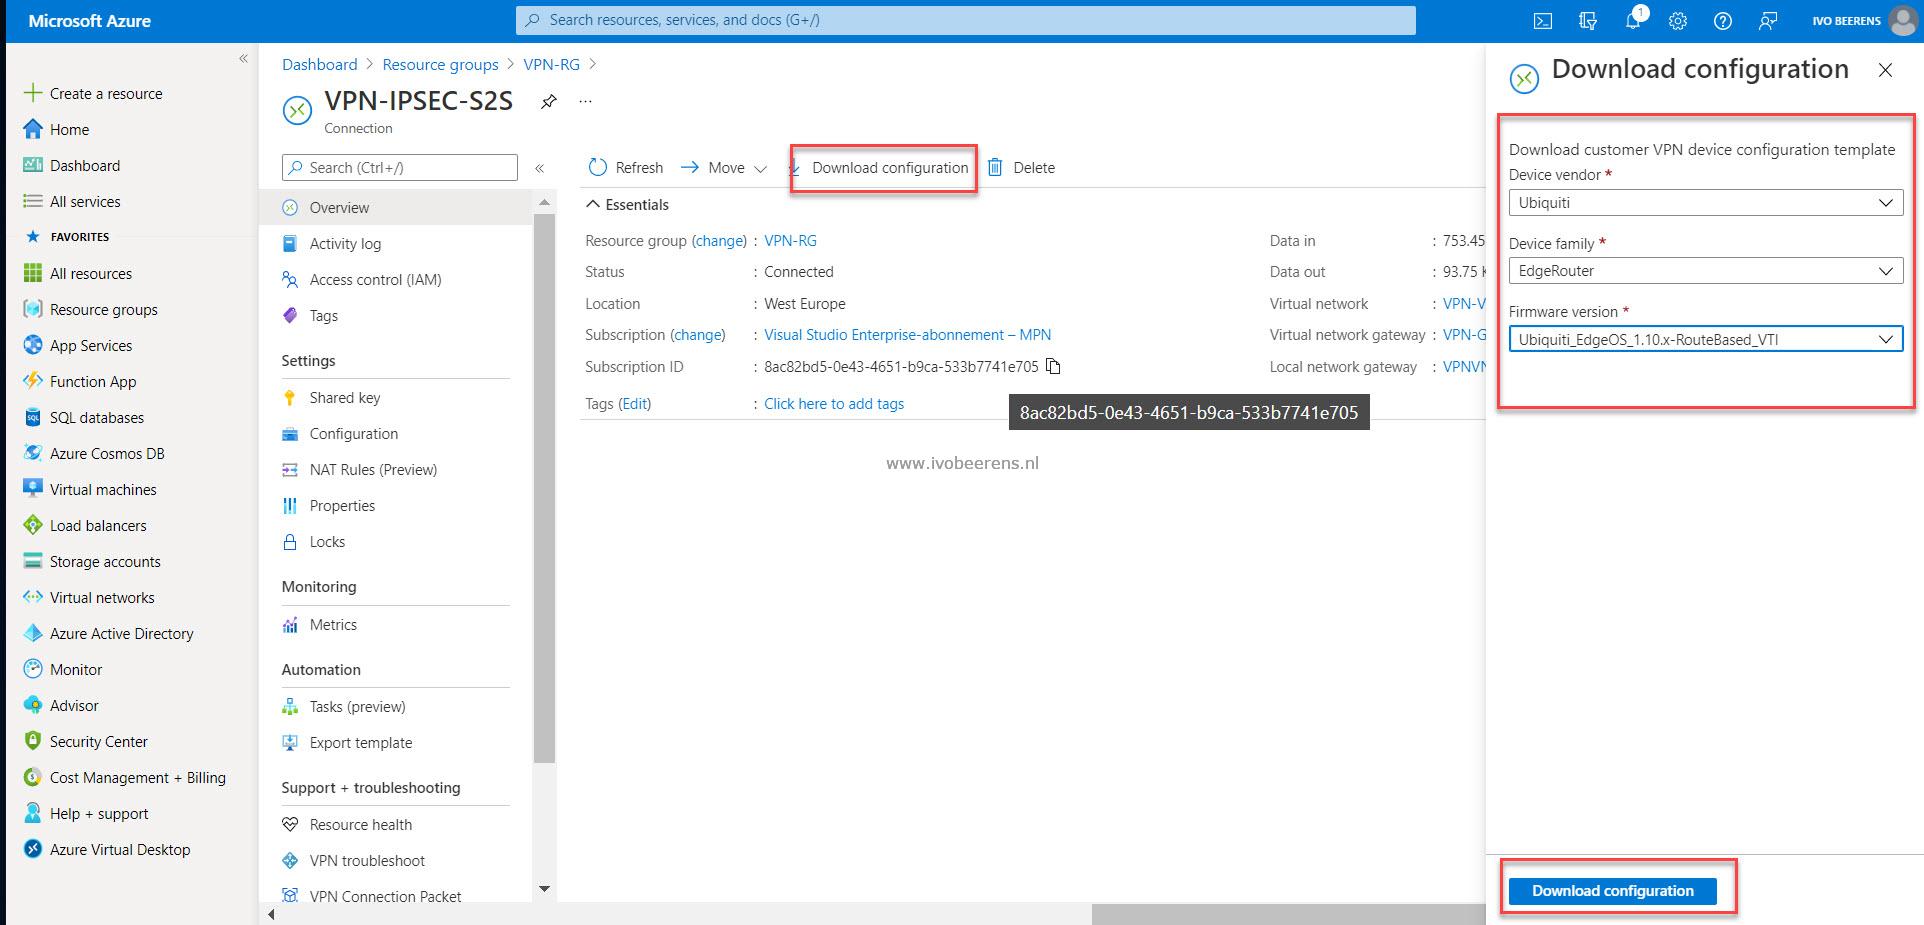 Microsoft Azure
Search resources, services, and docs (G+/)
1
IVO BEERENS
Create a resource
Home
Dashboard
All services
FAVORITES
All resources
Resource groups
App Services
Function App
SQL databases
Azure Cosmos DB
Virtual machines
Load balancers
Storage accounts
Virtual networks
Azure Active Directory
Monitor
Advisor
Security Center
Cost Management + Billing
Help + support
Azure Virtual Desktop
Dashboard > Resource groups > VPN-RG >
VPN-IPSEC-S2S
...
Connection
Search (Ctrl+/)
Overview
Activity log
Access control (IAM)
Tags
Settings
Shared key
Configuration
NAT Rules (Preview)
Properties
Locks
Monitoring
Metrics
Automation
Tasks (preview)
Export template
Support + troubleshooting
Resource health
VPN troubleshoot
VPN Connection Packet
Refresh Move Download configuration Delete
Essentials
Resource group (change) : VPN-RG
Status : Connected
Location : West Europe
Subscription (change) : Visual Studio Enterprise-abonnement – MPN
Subscription ID : 8ac82bd5-0e43-4651-b9ca-533b7741e705
Tags (Edit) : Click here to add tags
Data in : 753.45
Data out : 93.75 K
Virtual network : VPN-V
Virtual network gateway : VPN-G
Local network gateway : VPNVN
8ac82bd5-0e43-4651-b9ca-533b7741e705
www.ivobeerens.nl
Download configuration
Download customer VPN device configuration template
Device vendor *
Ubiquiti
Device family *
EdgeRouter
Firmware version *
Ubiquiti_EdgeOS_1.10.x-RouteBased_VTI
Download configuration